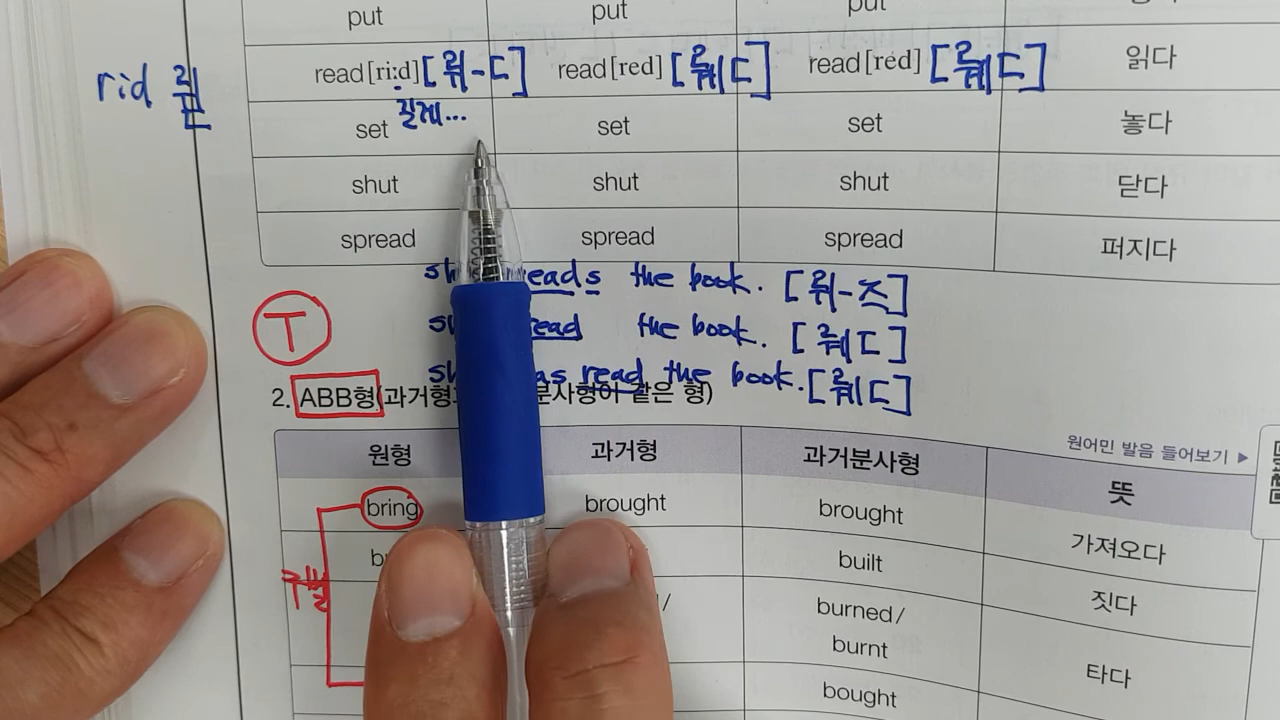 put put put
read [ri:d] [뤼-ㄷ] read [red] [뤠ㄷ] read [red] [뤠ㄷ] 읽다
rid 륃
길게...
set set set 놓다
shut shut shut 닫다
spread spread spread 퍼지다
eads the book. [뤼-즈]
ead the book. [뤠ㄷ]
T
as read the book. [뤠ㄷ]
2. ABB형(과거형 분사형이 같은 형)
원어민 발음 들어보기 ▶
원형 과거형 과거분사형 뜻
bring brought brought 가져오다
built 짓다
burned/
burnt 타다
bought